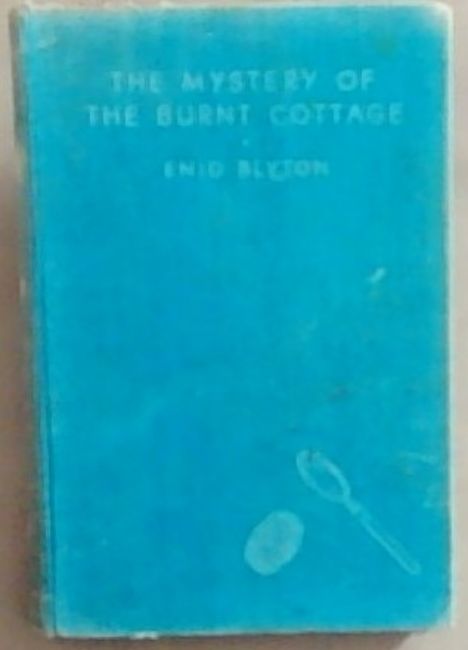 THE MYSTERY OF
THE BURNT COTTAGE
ENID BLYTON